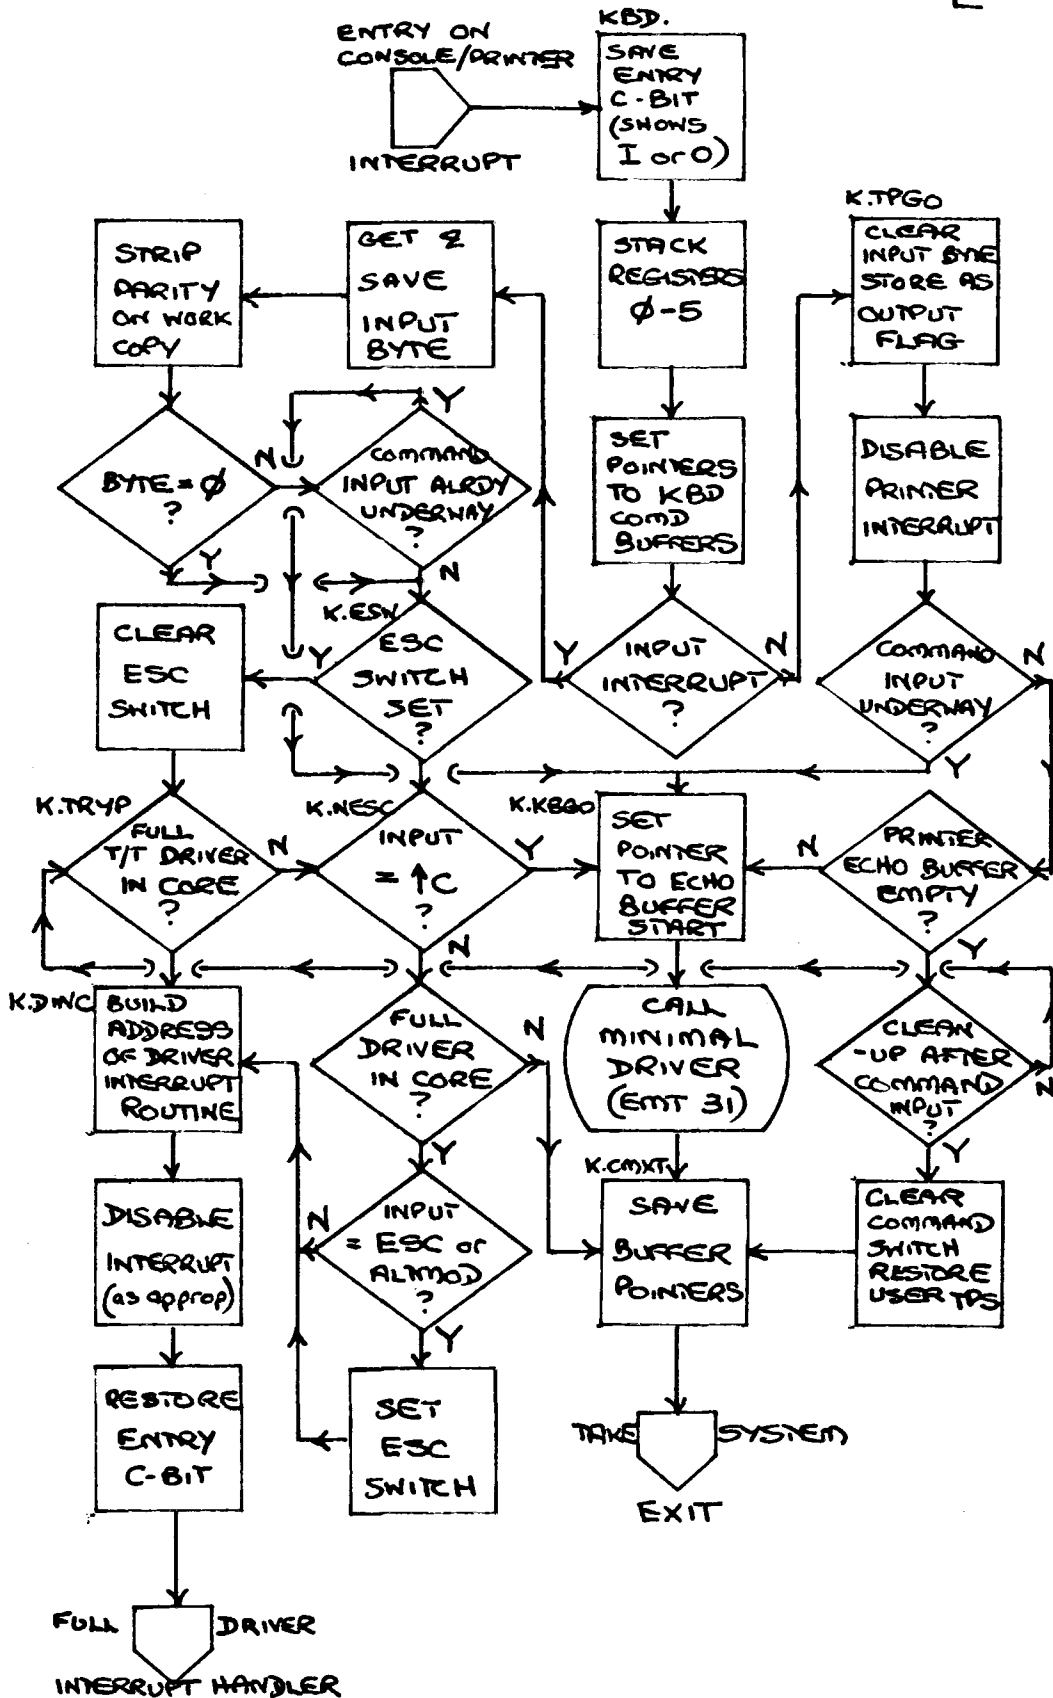 KBD.
ENTRY ON
CONSOLE/PRINTER
INTERRUPT
SAVE
ENTRY
C-BIT
(SHOWS
I or O)
STRIP
PARITY
ON WORK
COPY
GET &
SAVE
INPUT
BYTE
STACK
REGISTERS
Ø-5
K.TPGO
CLEAR
INPUT BYTE
STORE AS
OUTPUT
FLAG
BYTE = Ø
?
N
Y
Y
COMMAND
INPUT ALRDY
UNDERWAY
?
N
SET
POINTERS
TO KBD
COMD
BUFFERS
DISABLE
PRINTER
INTERRUPT
CLEAR
ESC
SWITCH
K.ESW
Y
ESC
SWITCH
SET
?
Y
INPUT
INTERRUPT
?
N
COMMAND
INPUT
UNDERWAY
?
N
Y
K.TRYP
FULL
T/T DRIVER
IN CORE
?
N
K.NESC
INPUT
= ↑C
?
Y
N
K.KBGO
SET
POINTER
TO ECHO
BUFFER
START
N
PRINTER
ECHO BUFFER
EMPTY
?
Y
K.DINC
BUILD
ADDRESS
OF DRIVER
INTERRUPT
ROUTINE
FULL
DRIVER
IN CORE
?
N
Y
CALL
MINIMAL
DRIVER
(EMT 31)
CLEAN
-UP AFTER
COMMAND
INPUT
?
N
Y
DISABLE
INTERRUPT
(as approp)
N
INPUT
= ESC or
ALTMOD
?
Y
K.CMXT
SAVE
BUFFER
POINTERS
CLEAR
COMMAND
SWITCH
RESTORE
USER TPS
RESTORE
ENTRY
C-BIT
SET
ESC
SWITCH
TAKE SYSTEM
EXIT
FULL DRIVER
INTERRUPT HANDLER